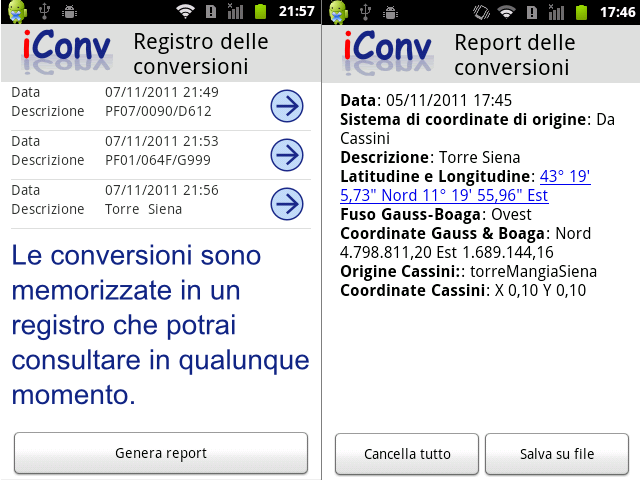 21:57
iConv
Registro delle
conversioni
Data 07/11/2011 21:49
Descrizione PF07/0090/D612
Data 07/11/2011 21:53
Descrizione PF01/064F/G999
Data 07/11/2011 21:56
Descrizione Torre Siena
Le conversioni sono
memorizzate in un
registro che potrai
consultare in qualunque
momento.
Genera report
17:46
iConv
Report delle
conversioni
Data: 05/11/2011 17:45
Sistema di coordinate di origine: Da
Cassini
Descrizione: Torre Siena
Latitudine e Longitudine: 43° 19'
5,73" Nord 11° 19' 55,96" Est
Fuso Gauss-Boaga: Ovest
Coordinate Gauss & Boaga: Nord
4.798.811,20 Est 1.689.144,16
Origine Cassini:: torreMangiaSiena
Coordinate Cassini: X 0,10 Y 0,10
Cancella tutto
Salva su file